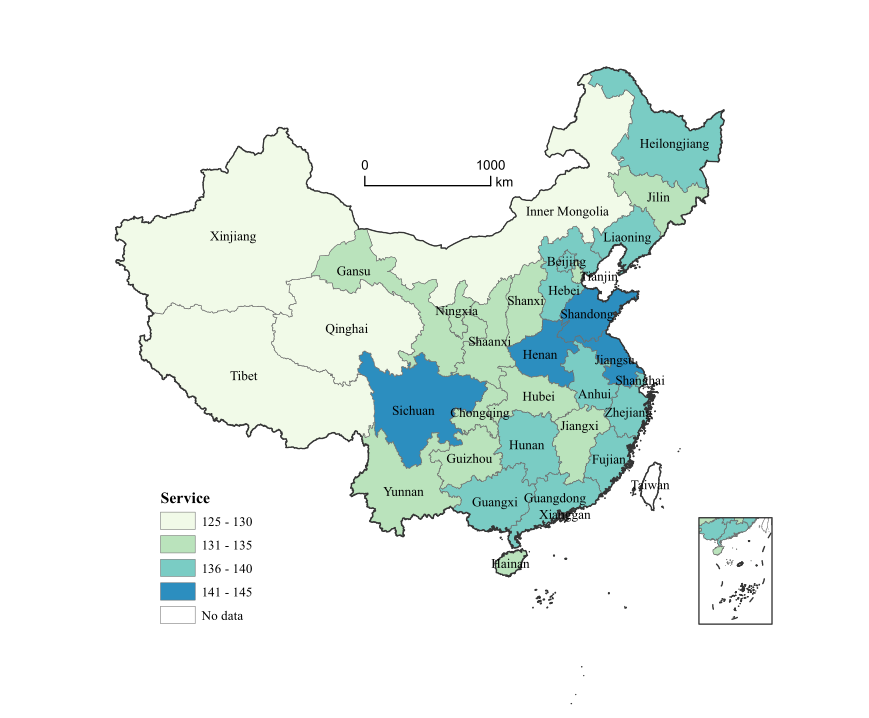 Heilongjiang
0 1000
km
Jilin
Inner Mongolia
Xinjiang
Liaoning
Beijing
Gansu
Tianjin
Hebei
Shanxi
Ningxia
Shandong
Qinghai
Shaanxi
Henan
Jiangsu
Tibet
Shanghai
Anhui
Hubei
Sichuan
Chongqing
Zhejiang
Jiangxi
Hunan
Guizhou
Fujian
Taiwan
Yunnan
Guangxi
Guangdong
Xianggan
Hainan
Service
125 - 130
131 - 135
136 - 140
141 - 145
No data